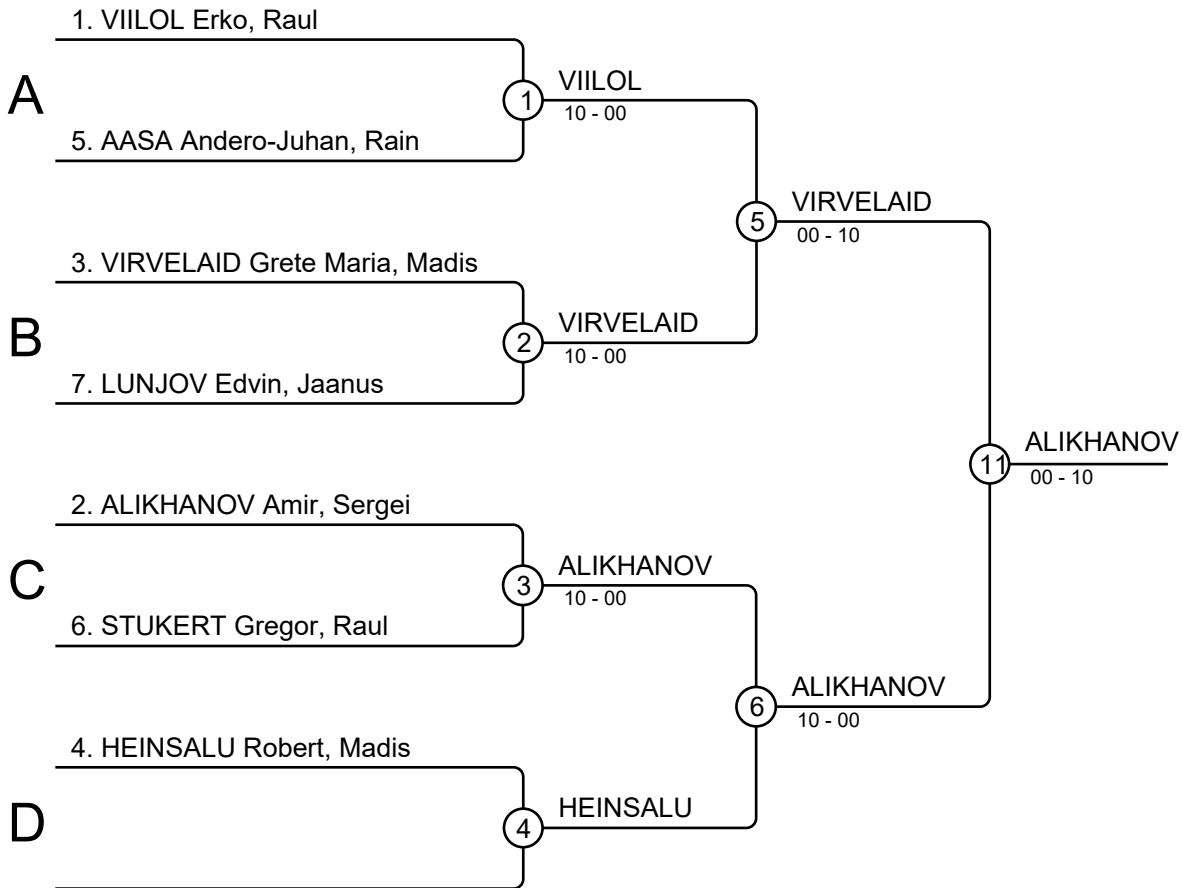 1. VIILOL Erko, Raul
A
1
VIILOL
10 - 00
5. AASA Andero-Juhan, Rain
5
VIRVELAID
00 - 10
3. VIRVELAID Grete Maria, Madis
B
2
VIRVELAID
10 - 00
7. LUNJOV Edvin, Jaanus
11
ALIKHANOV
00 - 10
2. ALIKHANOV Amir, Sergei
C
3
ALIKHANOV
10 - 00
6. STUKERT Gregor, Raul
6
ALIKHANOV
10 - 00
4. HEINSALU Robert, Madis
D
4
HEINSALU